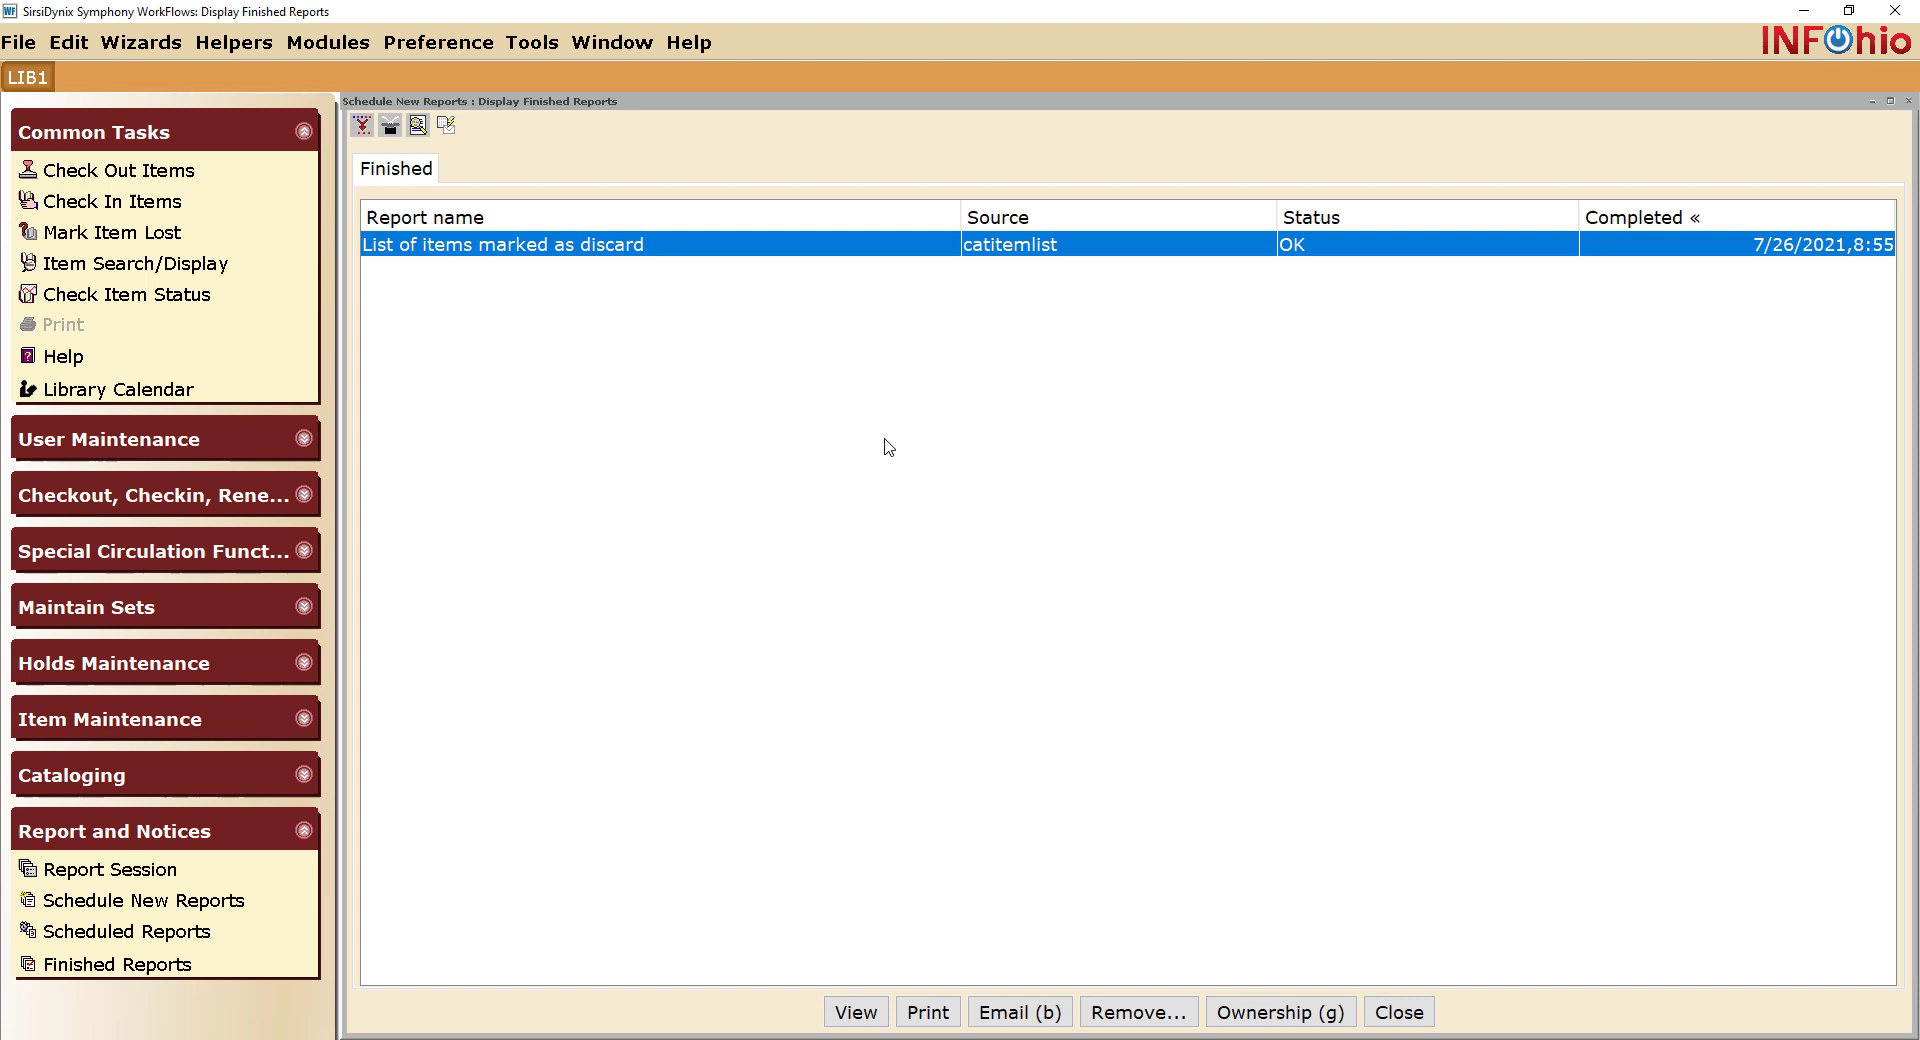 SirsiDynix Symphony WorkFlows: Display Finished Reports
File Edit Wizards Helpers Modules Preference Tools Window Help
INFOhio
LIB1
Schedule New Reports : Display Finished Reports
Common Tasks
Check Out Items
Check In Items
Mark Item Lost
Item Search/Display
Check Item Status
Print
Help
Library Calendar
User Maintenance
Checkout, Checkin, Rene...
Special Circulation Funct...
Maintain Sets
Holds Maintenance
Item Maintenance
Cataloging
Report and Notices
Report Session
Schedule New Reports
Scheduled Reports
Finished Reports
Finished
Report name Source Status Completed «
List of items marked as discard catitemlist OK 7/26/2021,8:55
View Print Email (b) Remove... Ownership (g) Close